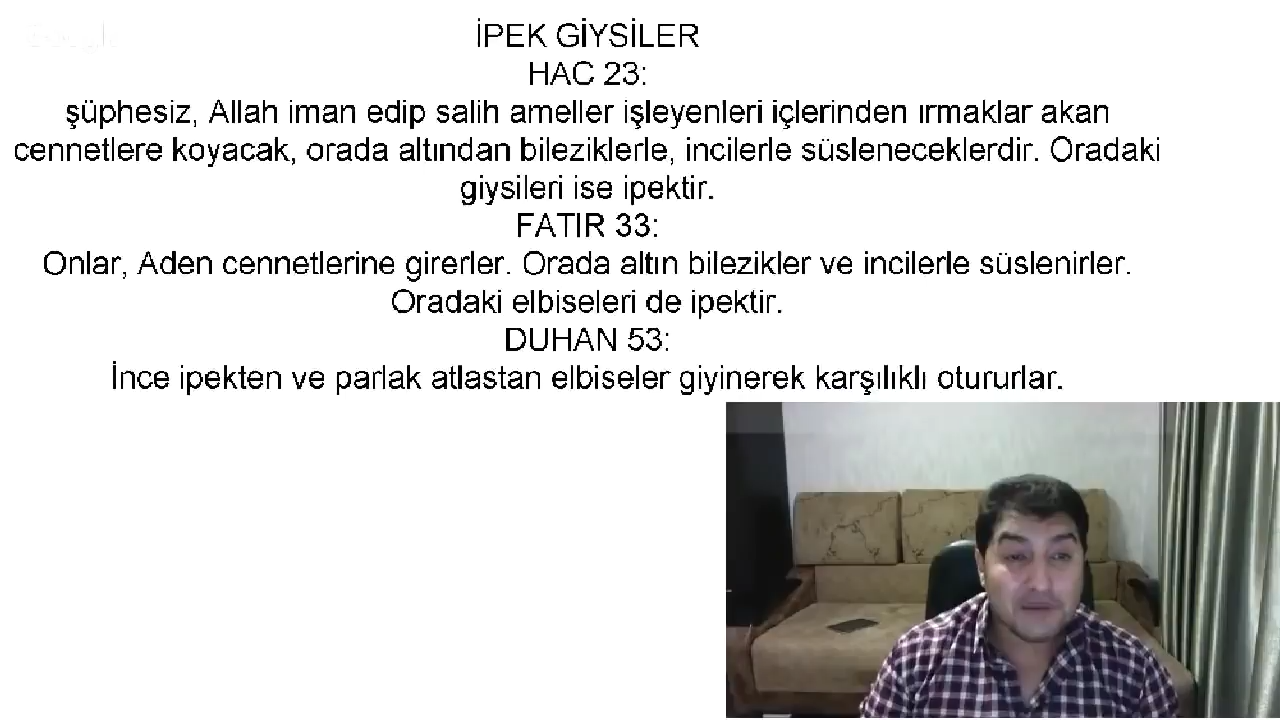 İPEK GİYSİLER
HAC 23:
şüphesiz, Allah iman edip salih ameller işleyenleri içlerinden ırmaklar akan
cennetlere koyacak, orada altından bileziklerle, incilerle süsleneceklerdir. Oradaki
giysileri ise ipektir.
FATIR 33:
Onlar, Aden cennetlerine girerler. Orada altın bilezikler ve incilerle süslenirler.
Oradaki elbiseleri de ipektir.
DUHAN 53:
İnce ipekten ve parlak atlastan elbiseler giyinerek karşılıklı otururlar.